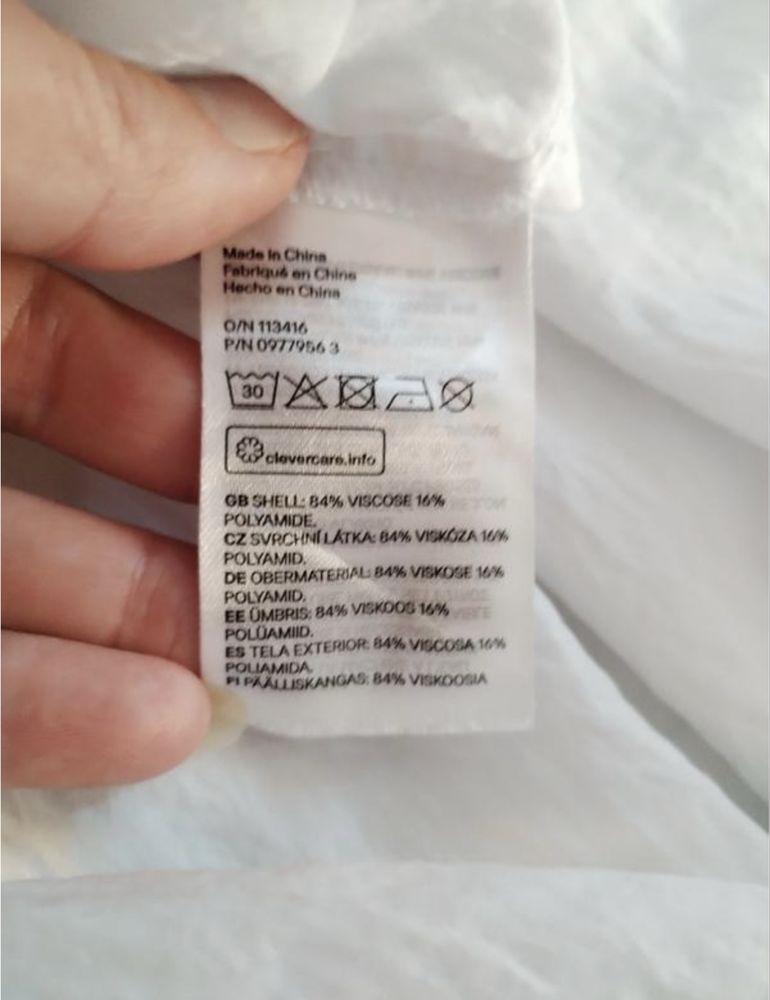 Made in China
Fabriqué en Chine
Hecho en China
O/N 113416
P/N 0977956 3
30
clevercare.info
GB SHELL: 84% VISCOSE 16%
POLYAMIDE.
CZ SVRCHNÍ LÁTKA: 84% VISKÓZA 16%
POLYAMID.
DE OBERMATERIAL: 84% VISKOSE 16%
POLYAMID.
EE ÜMBRIS: 84% VISKOOS 16%
POLÜAMIID.
ES TELA EXTERIOR: 84% VISCOSA 16%
POLIAMIDA.
FI PÄÄLLISKANGAS: 84% VISKOOSIA